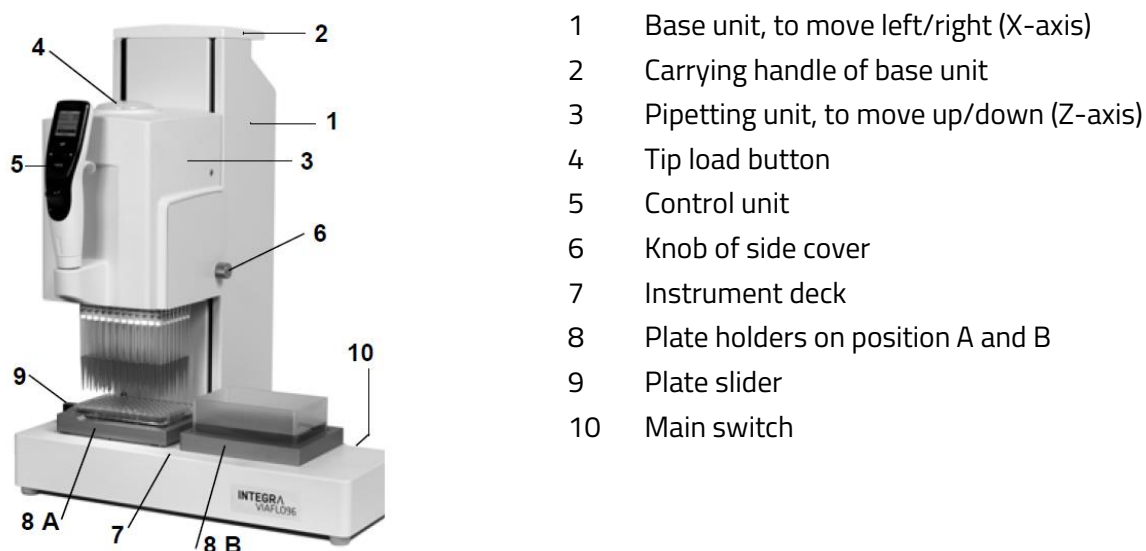 2
4
1
3
5
6
10
9
INTEGRA
VIAFLO96
8 A
7
8 B
1 Base unit, to move left/right (X-axis)
2 Carrying handle of base unit
3 Pipetting unit, to move up/down (Z-axis)
4 Tip load button
5 Control unit
6 Knob of side cover
7 Instrument deck
8 Plate holders on position A and B
9 Plate slider
10 Main switch